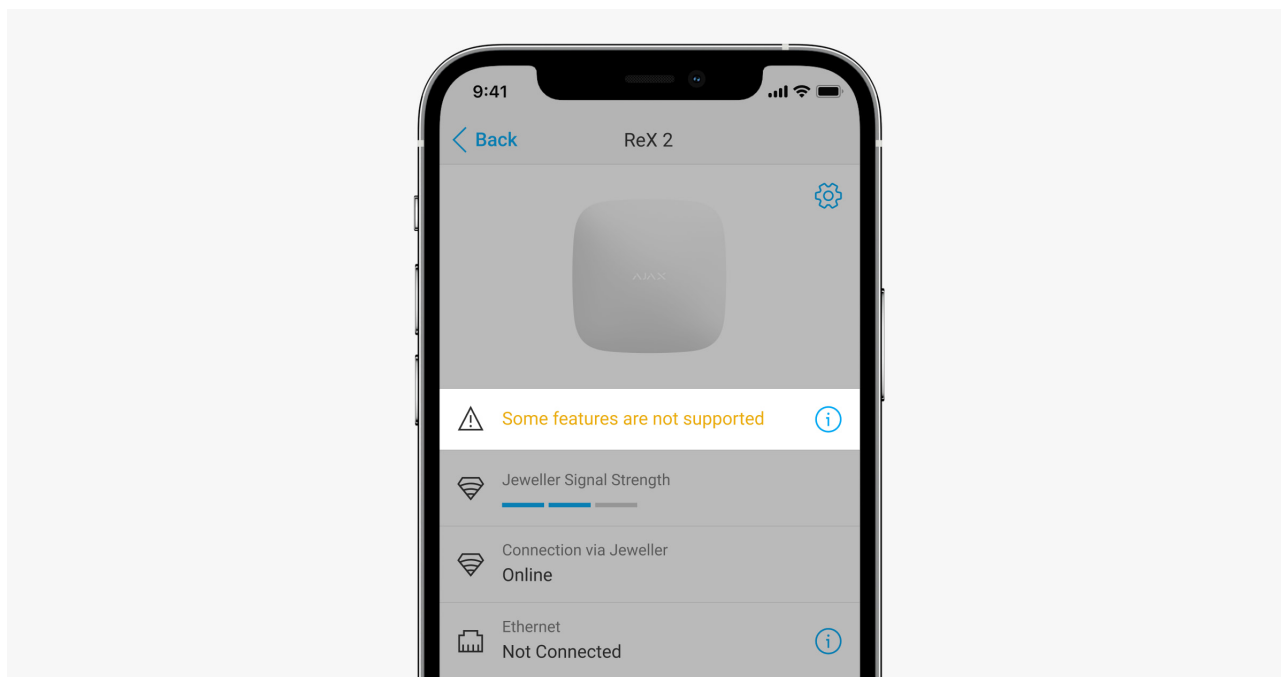 9:41
Back
ReX 2
AJAX
Some features are not supported
Jeweller Signal Strength
Connection via Jeweller
Online
Ethernet
Not Connected